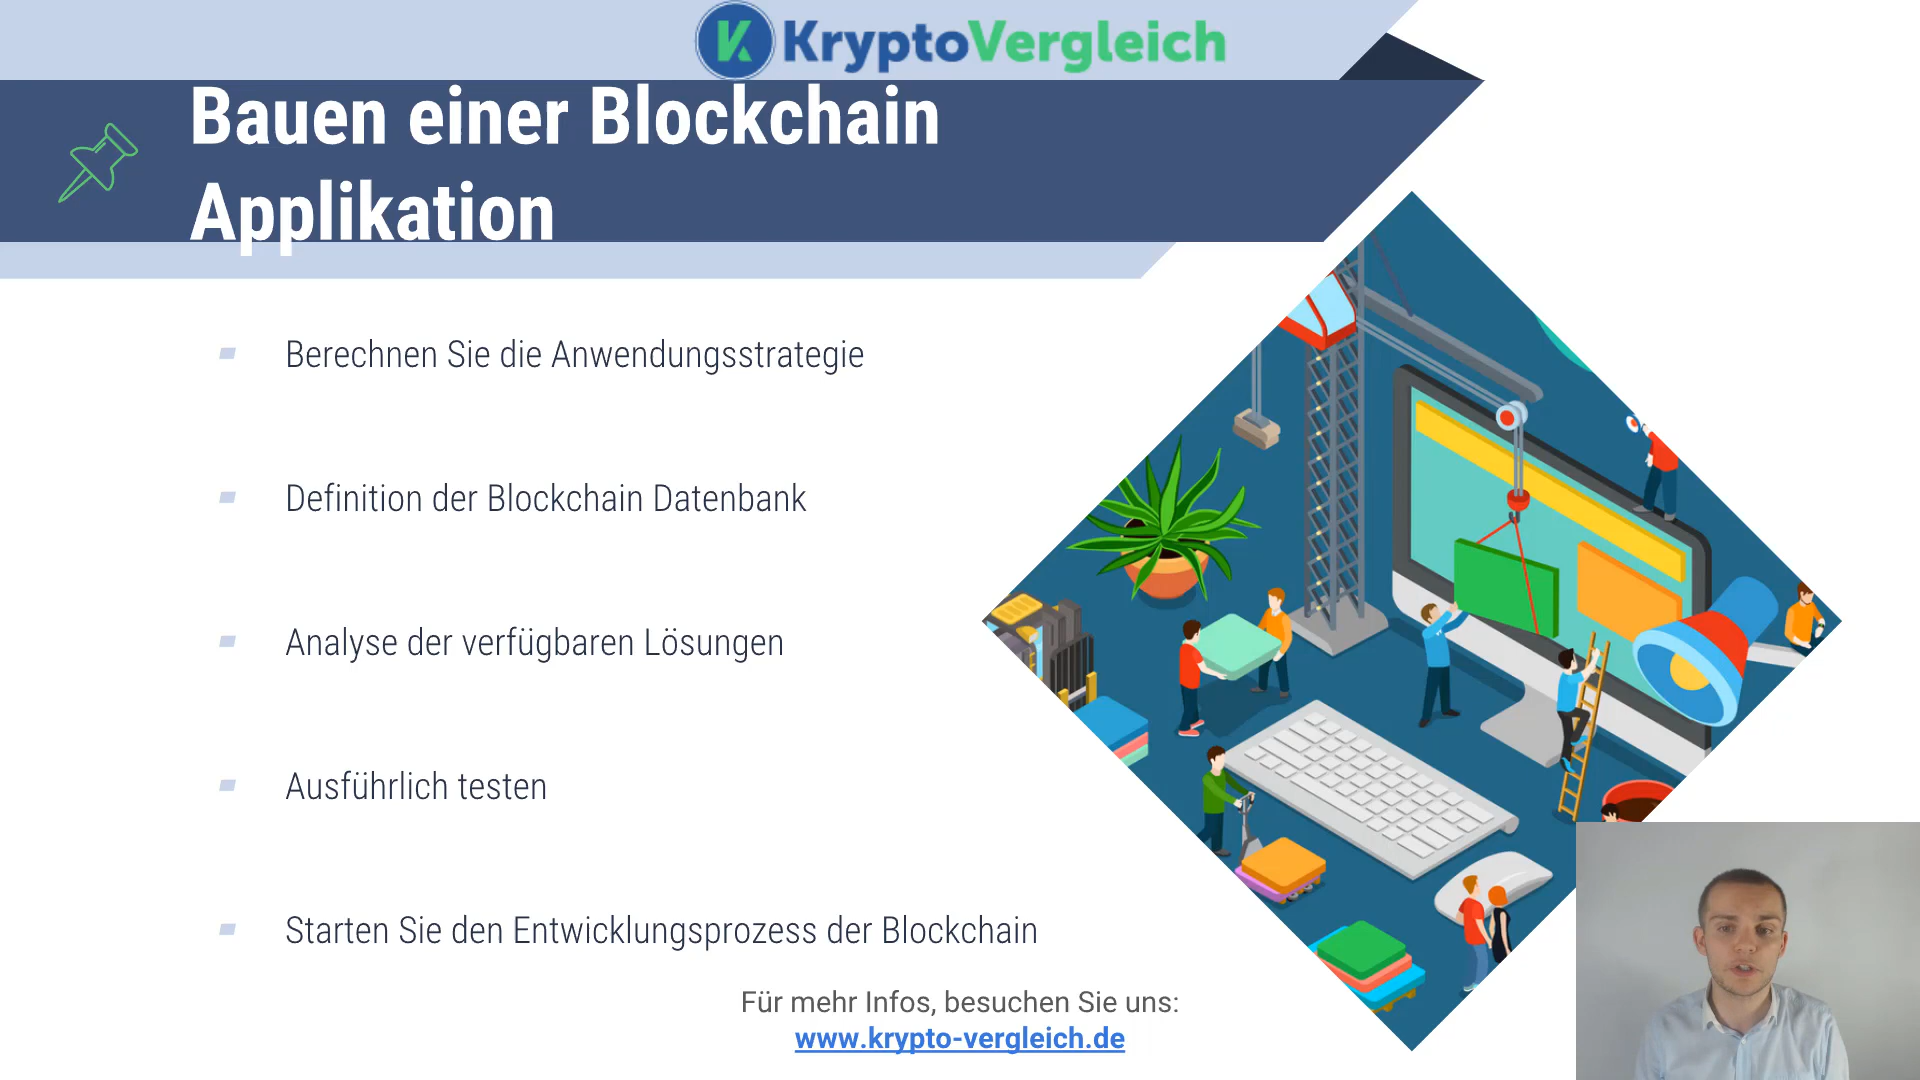 KryptoVergleich
Bauen einer Blockchain
Applikation
Berechnen Sie die Anwendungsstrategie
Definition der Blockchain Datenbank
Analyse der verfügbaren Lösungen
Ausführlich testen
Starten Sie den Entwicklungsprozess der Blockchain
Für mehr Infos, besuchen Sie uns:
www.krypto-vergleich.de